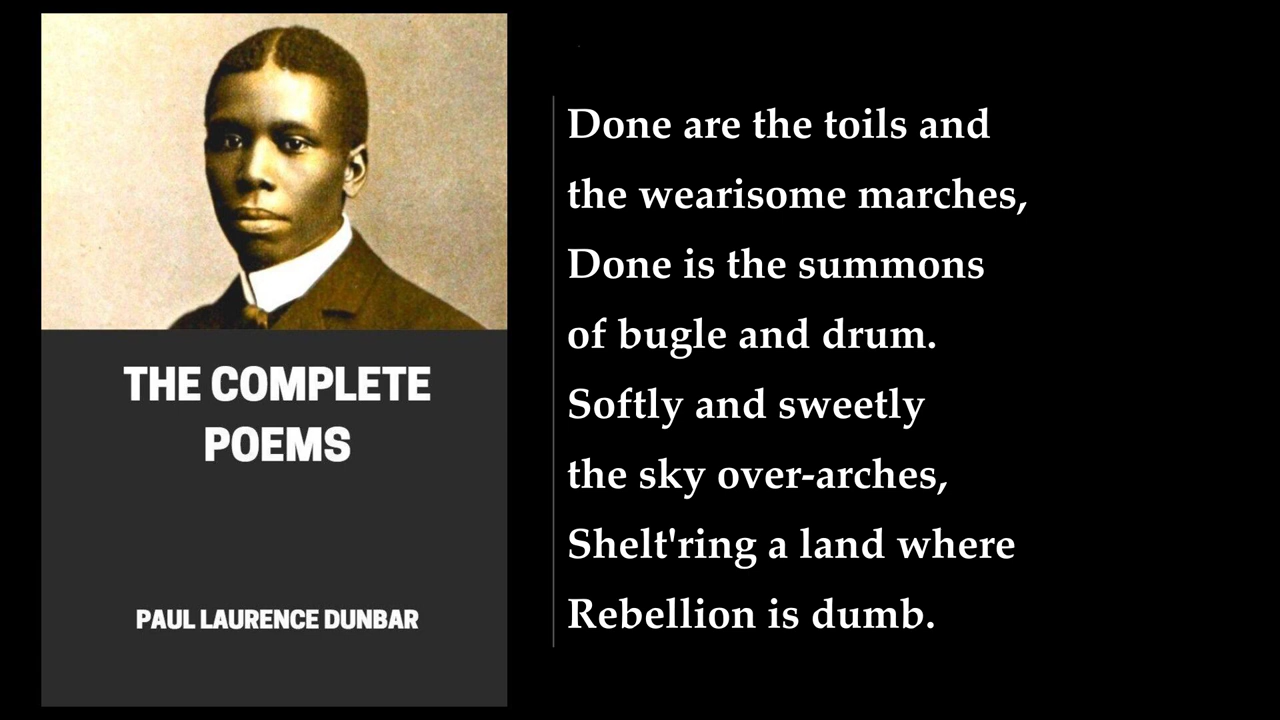 THE COMPLETE
POEMS
PAUL LAURENCE DUNBAR
Done are the toils and
the wearisome marches,
Done is the summons
of bugle and drum.
Softly and sweetly
the sky over-arches,
Shelt'ring a land where
Rebellion is dumb.